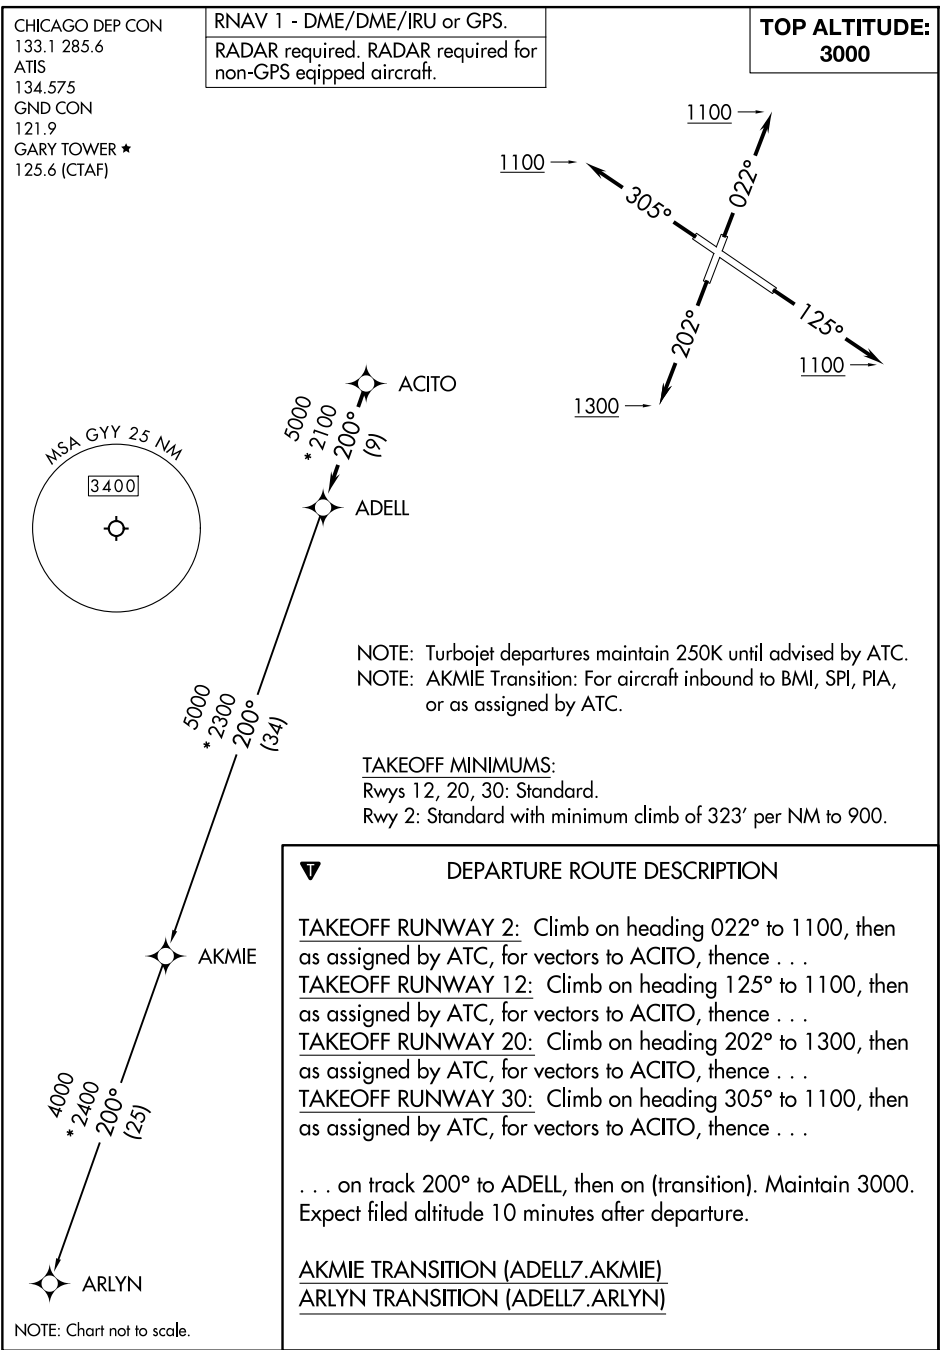 CHICAGO DEP CON
133.1 285.6
ATIS
134.575
GND CON
121.9
GARY TOWER ★
125.6 (CTAF)
RNAV 1 - DME/DME/IRU or GPS.
RADAR required. RADAR required for
non-GPS eqipped aircraft.
TOP ALTITUDE:
3000
1100
022°
1100
305°
125°
1100
202°
1300
ACITO
5000
* 2100
200°
(9)
ADELL
MSA GYY 25 NM
3400
NOTE: Turbojet departures maintain 250K until advised by ATC.
NOTE: AKMIE Transition: For aircraft inbound to BMI, SPI, PIA,
or as assigned by ATC.
5000
* 2300
200°
(34)
TAKEOFF MINIMUMS:
Rwys 12, 20, 30: Standard.
Rwy 2: Standard with minimum climb of 323' per NM to 900.
AKMIE
4000
* 2400
200°
(25)
ARLYN
NOTE: Chart not to scale.
T
DEPARTURE ROUTE DESCRIPTION
TAKEOFF RUNWAY 2: Climb on heading 022° to 1100, then
as assigned by ATC, for vectors to ACITO, thence . . .
TAKEOFF RUNWAY 12: Climb on heading 125° to 1100, then
as assigned by ATC, for vectors to ACITO, thence . . .
TAKEOFF RUNWAY 20: Climb on heading 202° to 1300, then
as assigned by ATC, for vectors to ACITO, thence . . .
TAKEOFF RUNWAY 30: Climb on heading 305° to 1100, then
as assigned by ATC, for vectors to ACITO, thence . . .
. . . on track 200° to ADELL, then on (transition). Maintain 3000.
Expect filed altitude 10 minutes after departure.
AKMIE TRANSITION (ADELL7.AKMIE)
ARLYN TRANSITION (ADELL7.ARLYN)